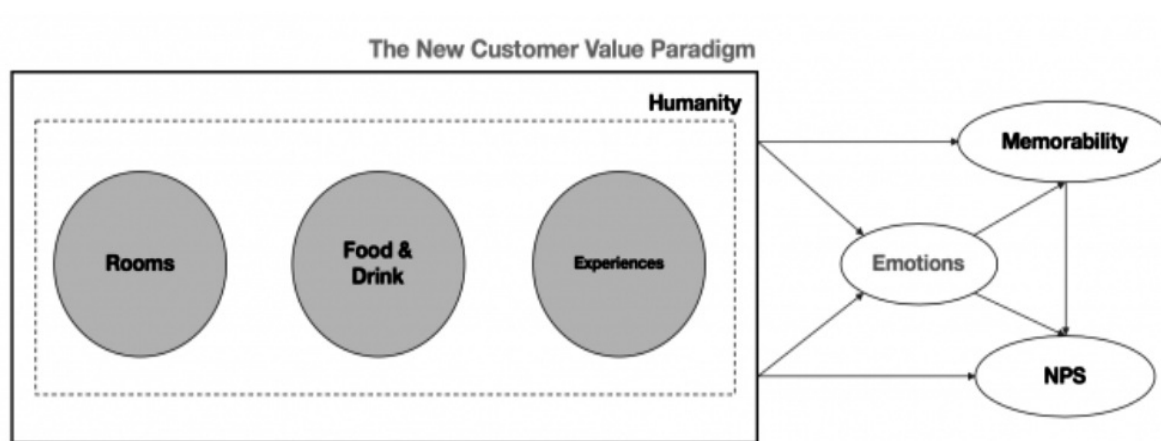 The New Customer Value Paradigm
Humanity
Memorability
Rooms
Food &
Drink
Experiences
Emotions
NPS